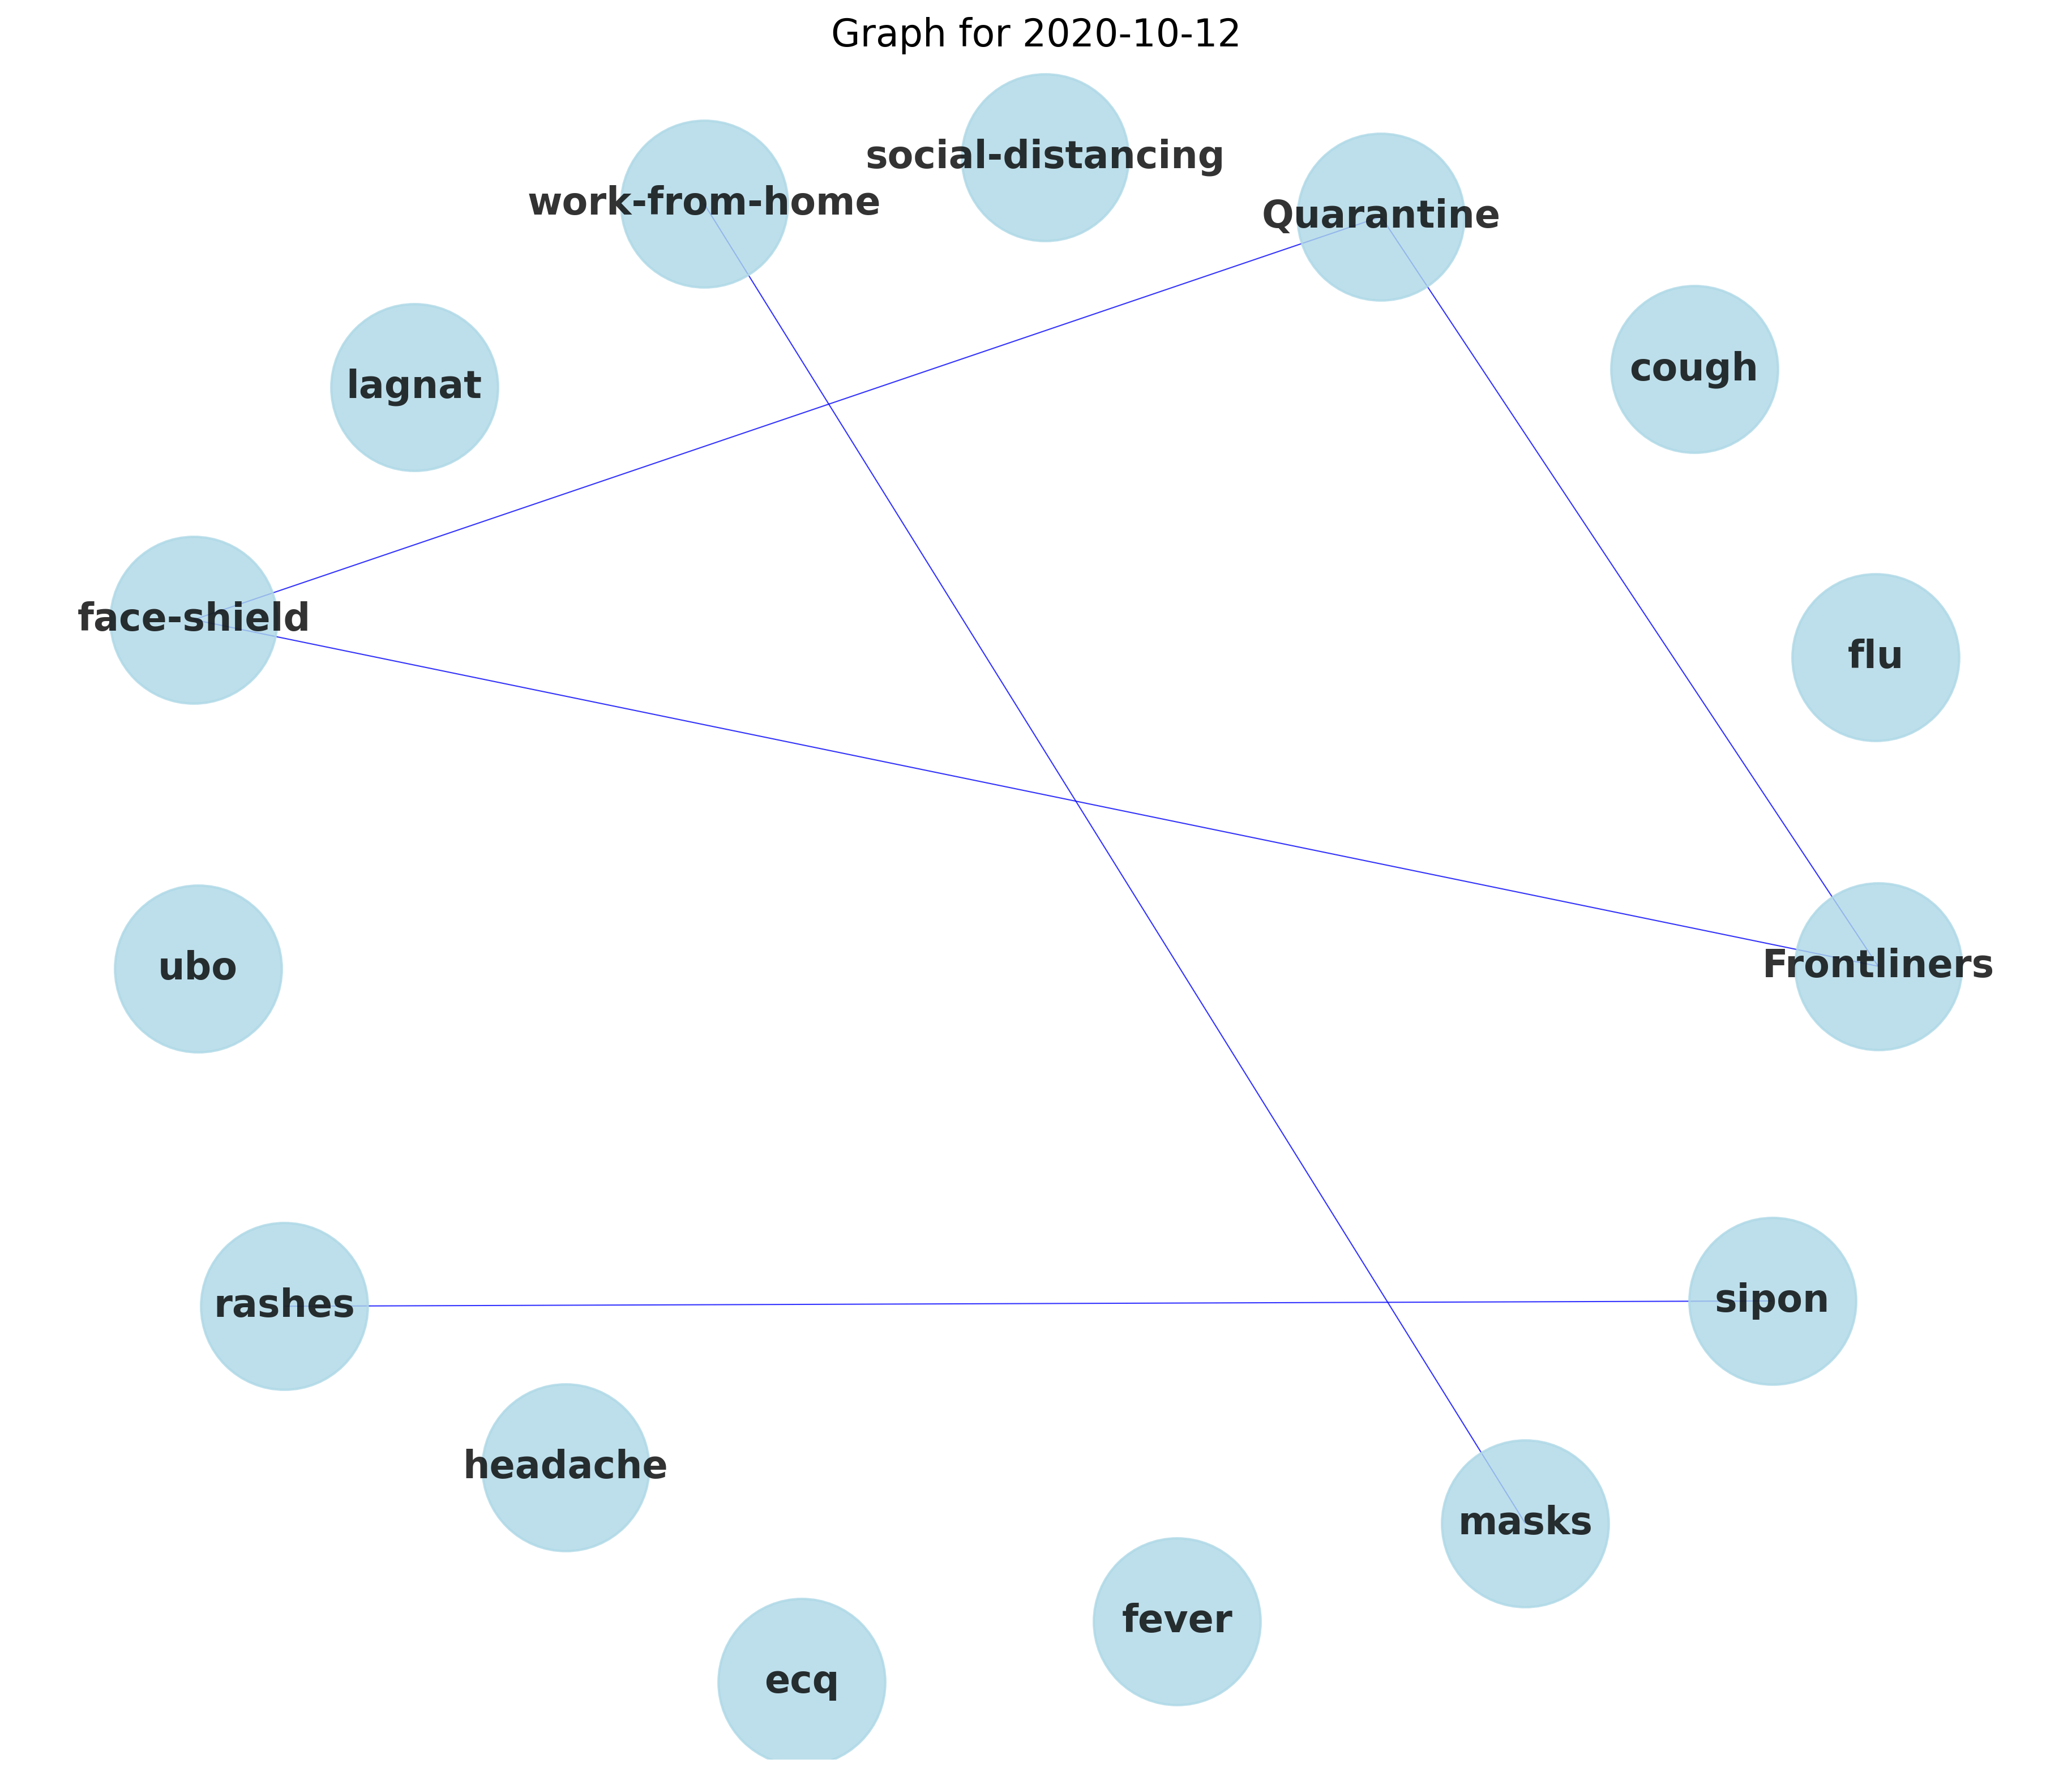 Graph for 2020-10-12
social-distancing
work-from-home
Quarantine
cough
lagnat
face-shield
flu
ubo
Frontliners
rashes
sipon
headache
masks
fever
ecq